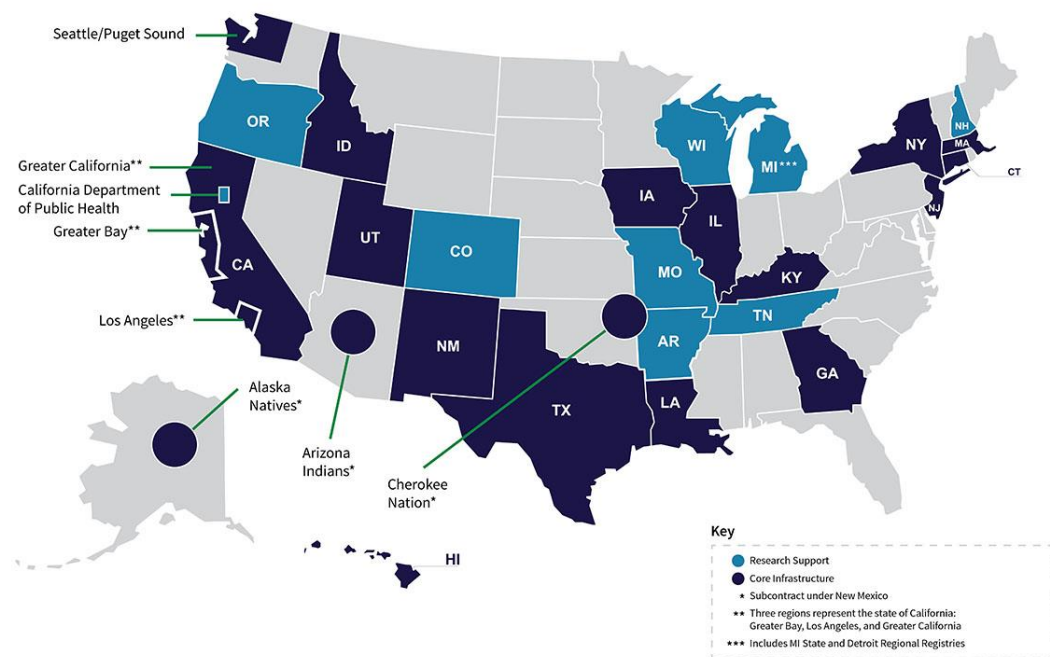 Seattle/Puget Sound
OR
ID
WI
MI***
NY
NH
MA
CT
NJ
Greater California**
California Department
of Public Health
Greater Bay**
CA
UT
CO
IA
IL
MO
KY
TN
Los Angeles**
NM
AR
GA
TX
LA
Alaska
Natives*
Arizona
Indians*
Cherokee
Nation*
HI
Key
Research Support
Core Infrastructure
* Subcontract under New Mexico
** Three regions represent the state of California:
Greater Bay, Los Angeles, and Greater California
*** Includes MI State and Detroit Regional Registries